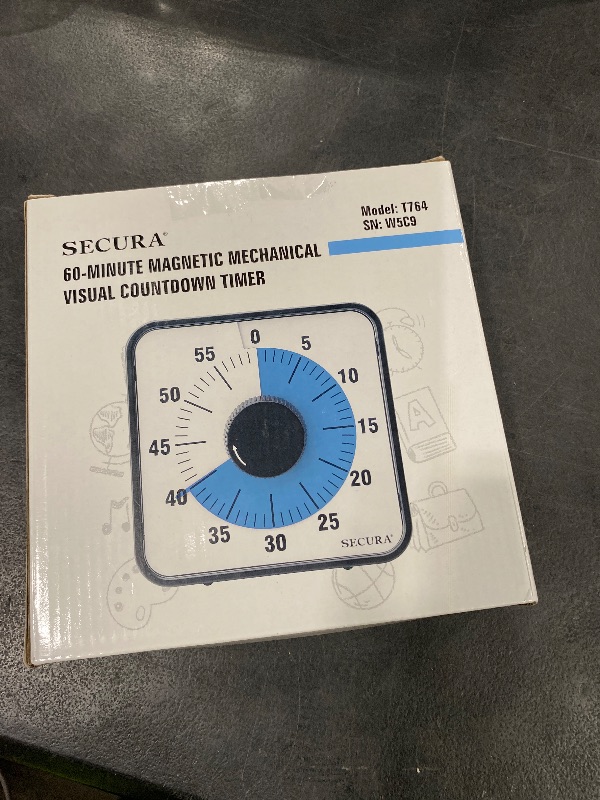 SECURA®
60-MINUTE MAGNETIC MECHANICAL
VISUAL COUNTDOWN TIMER
Model: T764
SN: W5C9
0
5
10
15
20
25
30
35
40
45
50
55
SECURA®
A